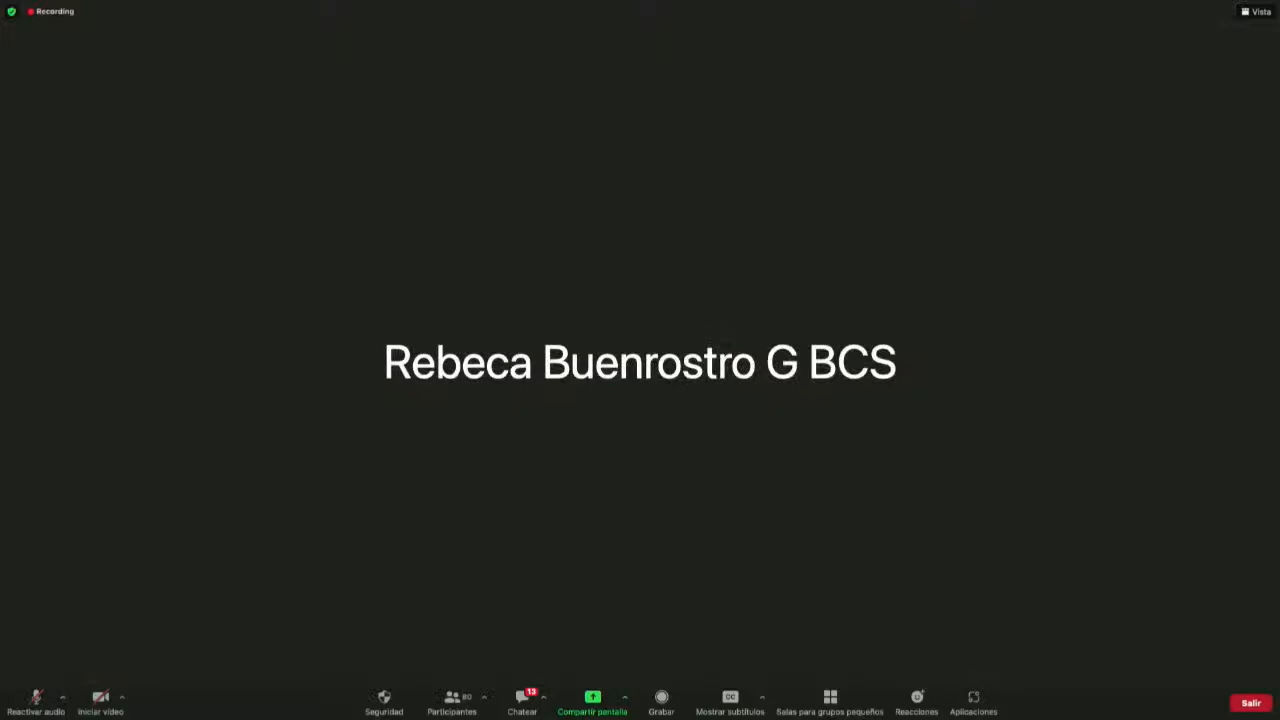 Recording
Vista
Rebeca Buenrostro G BCS
Reactivar audio
Iniciar video
Seguridad
80
Participantes
13
Chatear
Compartir pantalla
Grabar
CC
Mostrar subtítulos
Salas para grupos pequeños
Reacciones
Aplicaciones
Salir